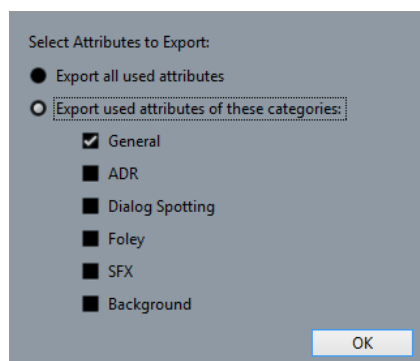 Select Attributes to Export:
Export all used attributes
Export used attributes of these categories:
General
ADR
Dialog Spotting
Foley
SFX
Background
OK